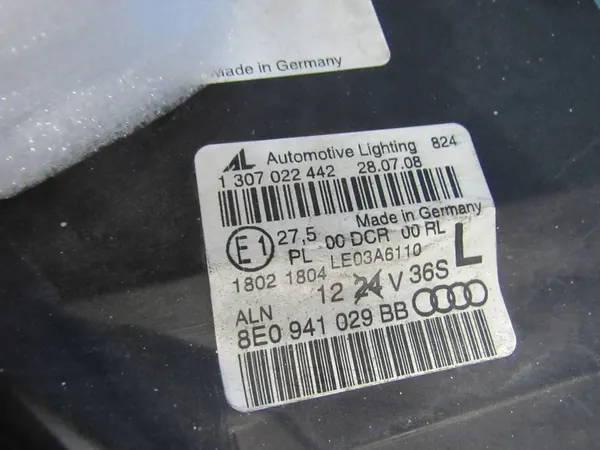 Made in Germany
AL Automotive Lighting 824
1 307 022 442 28.07.08
Made in Germany
E1 27,5 00 DCR 00 RL
PL LE03A6110 L
1802 1804
12 24 V 36S
ALN
8E0 941 029 BB